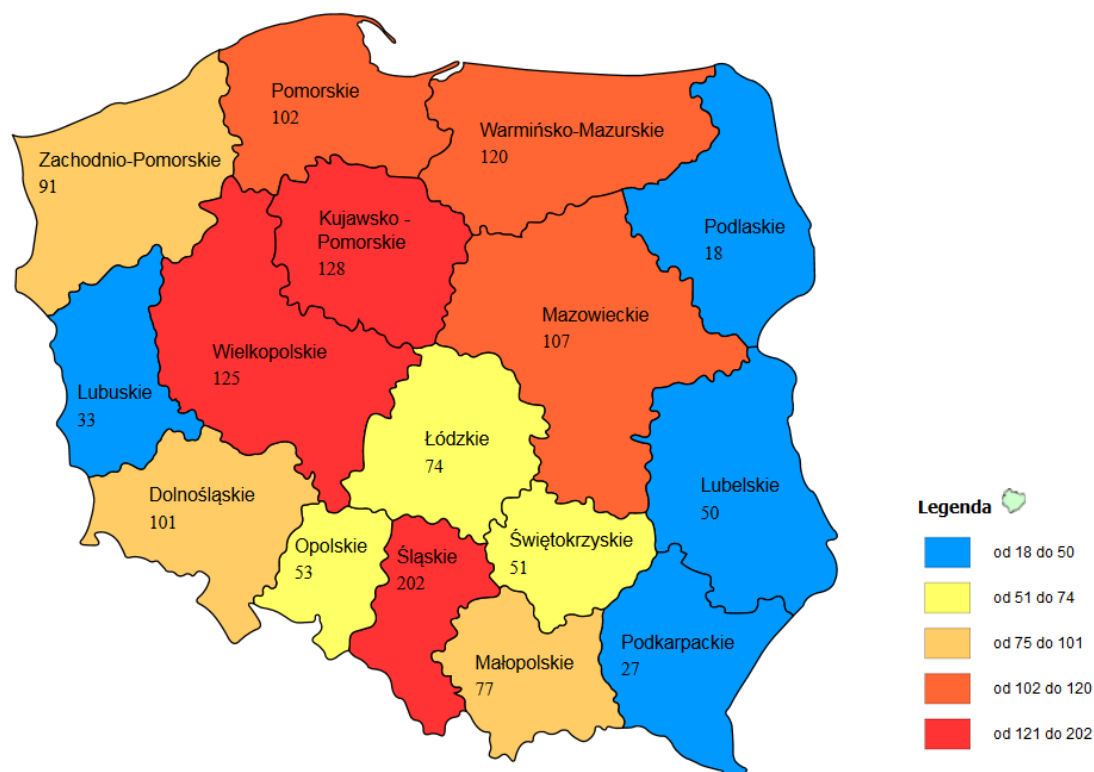 Pomorskie
102
Warmińsko-Mazurskie
120
Zachodnio-Pomorskie
91
Kujawsko -
Pomorskie
128
Podlaskie
18
Mazowieckie
107
Wielkopolskie
125
Lubuskie
33
Łódzkie
74
Lubelskie
50
Dolnośląskie
101
Opolskie
53
Śląskie
202
Świętokrzyskie
51
Małopolskie
77
Podkarpackie
27
Legenda
od 18 do 50
od 51 do 74
od 75 do 101
od 102 do 120
od 121 do 202